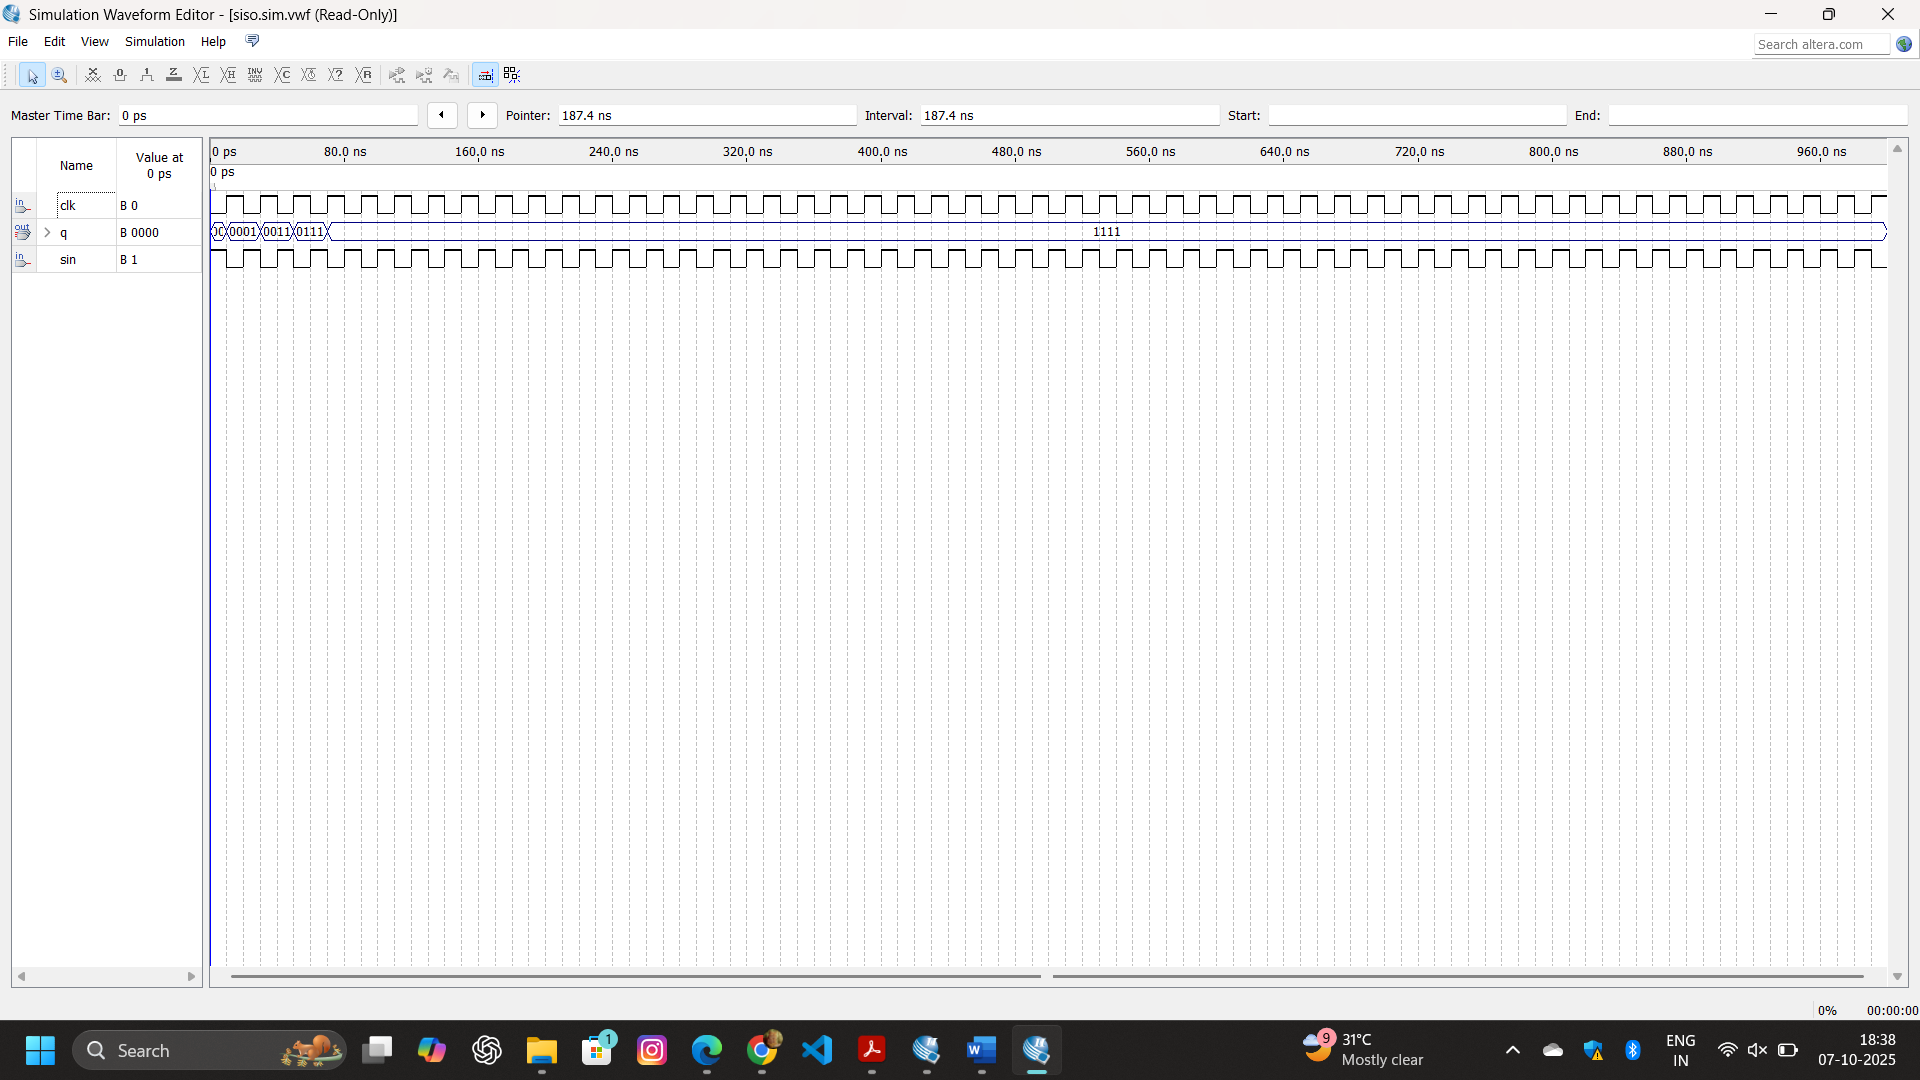 Simulation Waveform Editor - [siso.sim.vwf (Read-Only)]
File Edit View Simulation Help
Search altera.com
Master Time Bar: 0 ps Pointer: 187.4 ns Interval: 187.4 ns Start: End:
Name Value at 0 ps
0 ps 80.0 ns 160.0 ns 240.0 ns 320.0 ns 400.0 ns 480.0 ns 560.0 ns 640.0 ns 720.0 ns 800.0 ns 880.0 ns 960.0 ns
0 ps
in clk B 0
out q B 0000 0001 0011 0111 1111
in sin B 1
0% 00:00:00
Search
1
9
31°C
Mostly clear
ENG
IN
18:38
07-10-2025